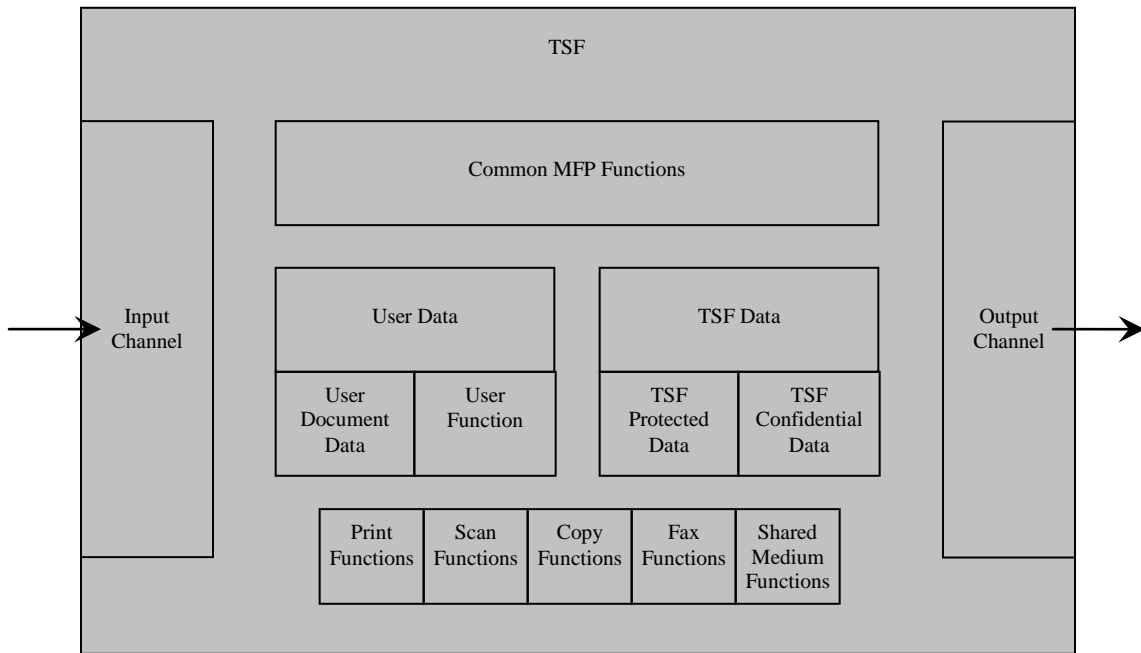 TSF
Common MFP Functions
Input
Channel
User Data
TSF Data
Output
Channel
User
Document
Data
User
Function
TSF
Protected
Data
TSF
Confidential
Data
Print
Functions
Scan
Functions
Copy
Functions
Fax
Functions
Shared
Medium
Functions